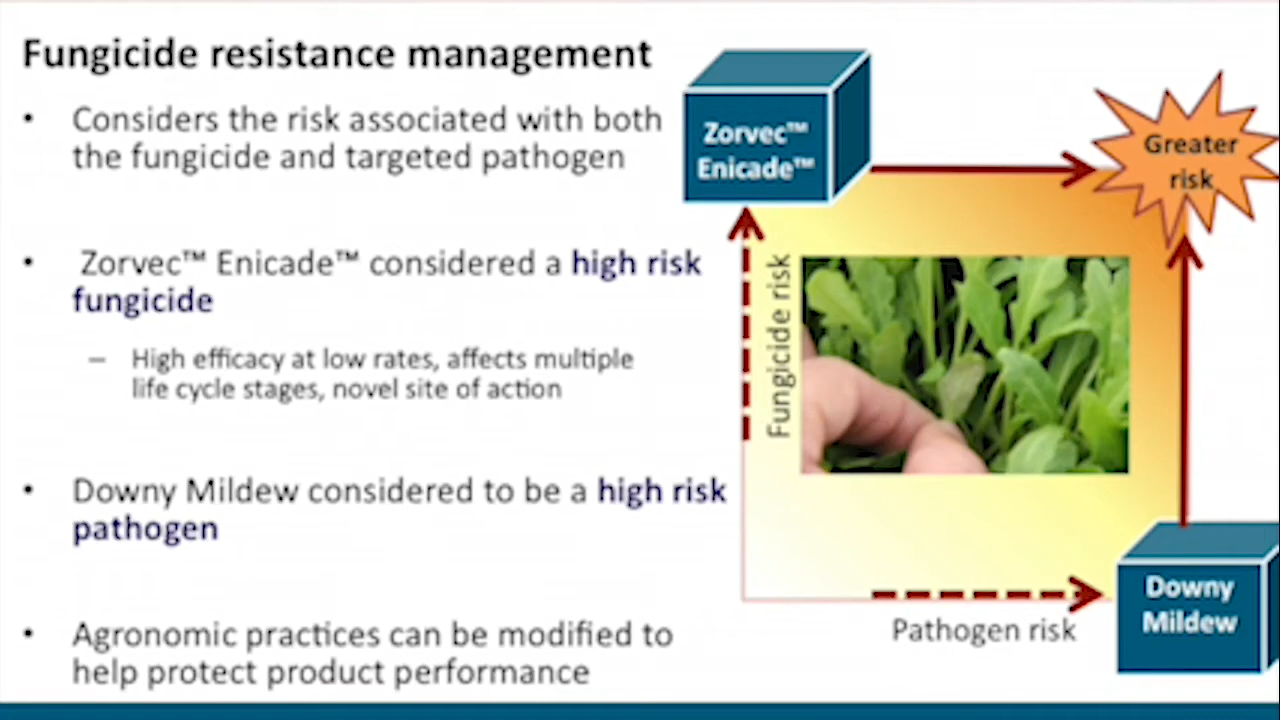 Fungicide resistance management
• Considers the risk associated with both
the fungicide and targeted pathogen
• Zorvec™ Enicade™ considered a high risk
fungicide
– High efficacy at low rates, affects multiple
life cycle stages, novel site of action
• Downy Mildew considered to be a high risk
pathogen
• Agronomic practices can be modified to
help protect product performance
Zorvec™
Enicade™
Greater
risk
Fungicide risk
Downy
Mildew
Pathogen risk